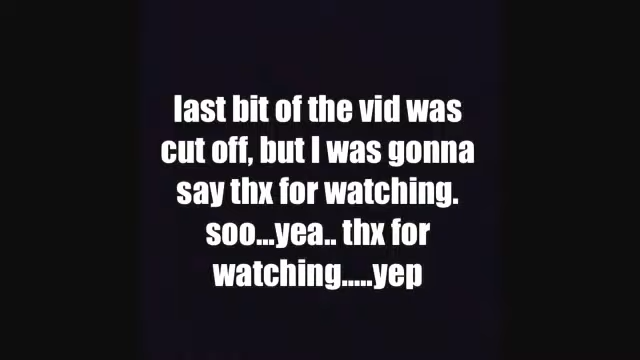 last bit of the vid was
cut off, but I was gonna
say thx for watching.
soo...yea.. thx for
watching.....yep